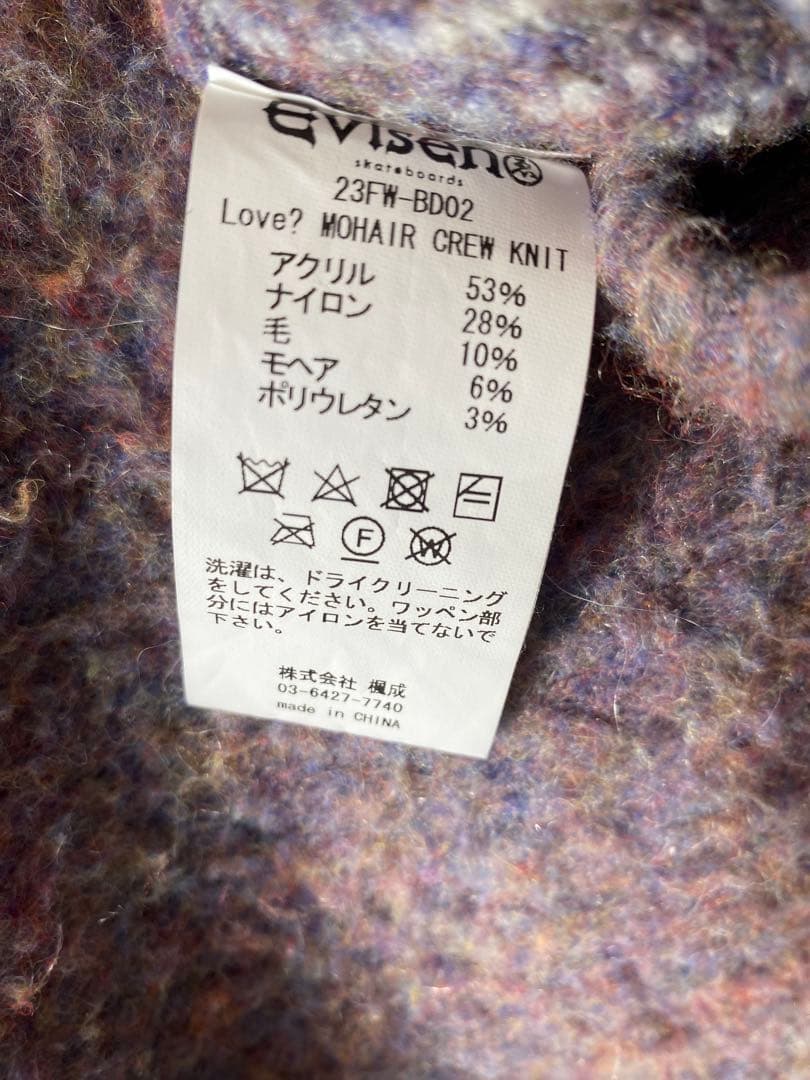 Evisen
skateboards
23FW-BD02
Love? MOHAIR CREW KNIT
アクリル 53%
ナイロン 28%
毛 10%
モヘア 6%
ポリウレタン 3%
F W
洗濯は、ドライクリーニング
をしてください。ワッペン部
分にはアイロンを当てないで
下さい。
株式会社 楓成
03-6427-7740
made in CHINA